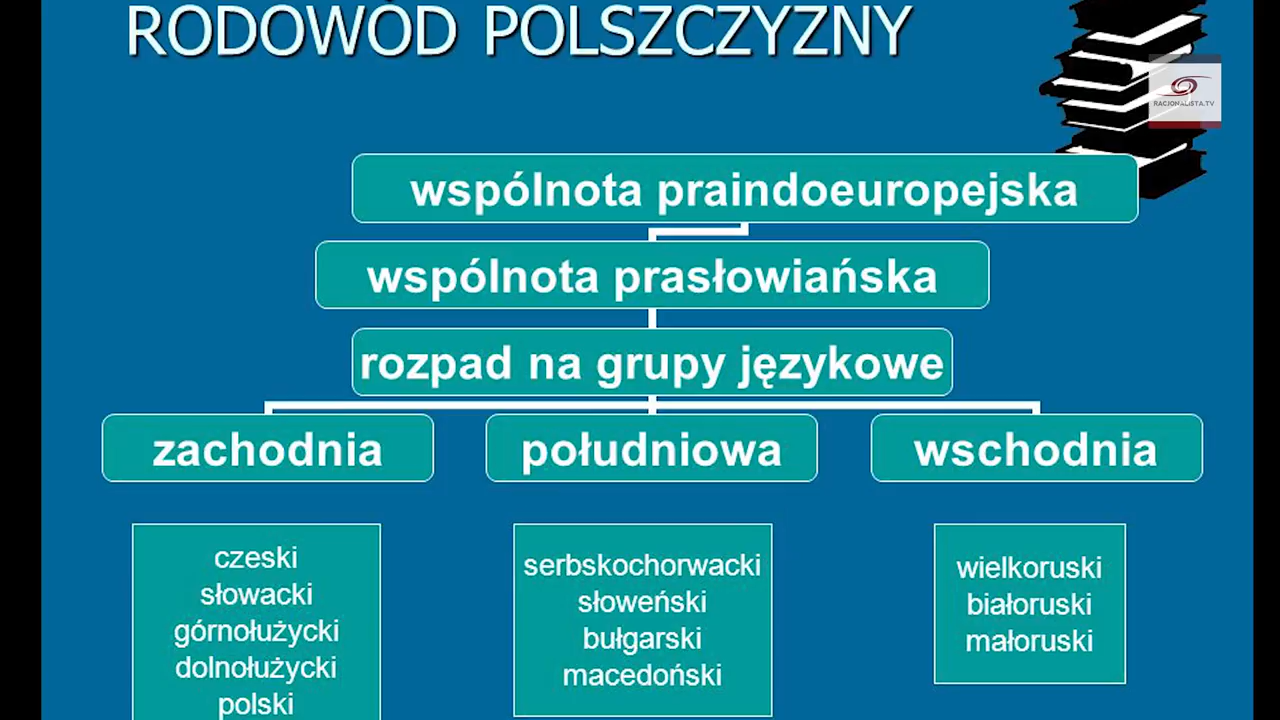 RODOWÓD POLSZCZYZNY
RACJONALISTA.TV
wspólnota praindoeuropejska
wspólnota prasłowiańska
rozpad na grupy językowe
zachodnia
południowa
wschodnia
czeski
słowacki
górnołużycki
dolnołużycki
polski
serbskochorwacki
słoweński
bułgarski
macedoński
wielkoruski
białoruski
małoruski